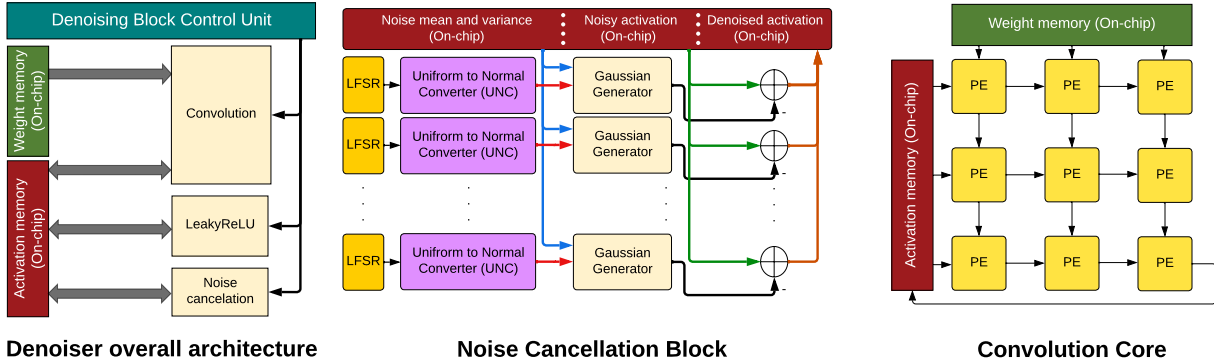 Denoising Block Control Unit
Weight memory
(On-chip)
Convolution
Activation memory
(On-chip)
LeakyReLU
Noise
cancelation
Denoiser overall architecture
Noise mean and variance
(On-chip)
Noisy activation
(On-chip)
Denoised activation
(On-chip)
LFSR
Uniform to Normal
Converter (UNC)
Gaussian
Generator
-
LFSR
Uniform to Normal
Converter (UNC)
Gaussian
Generator
-
LFSR
Uniform to Normal
Converter (UNC)
Gaussian
Generator
-
Noise Cancellation Block
Weight memory (On-chip)
Activation memory (On-chip)
PE
PE
PE
PE
PE
PE
PE
PE
PE
Convolution Core